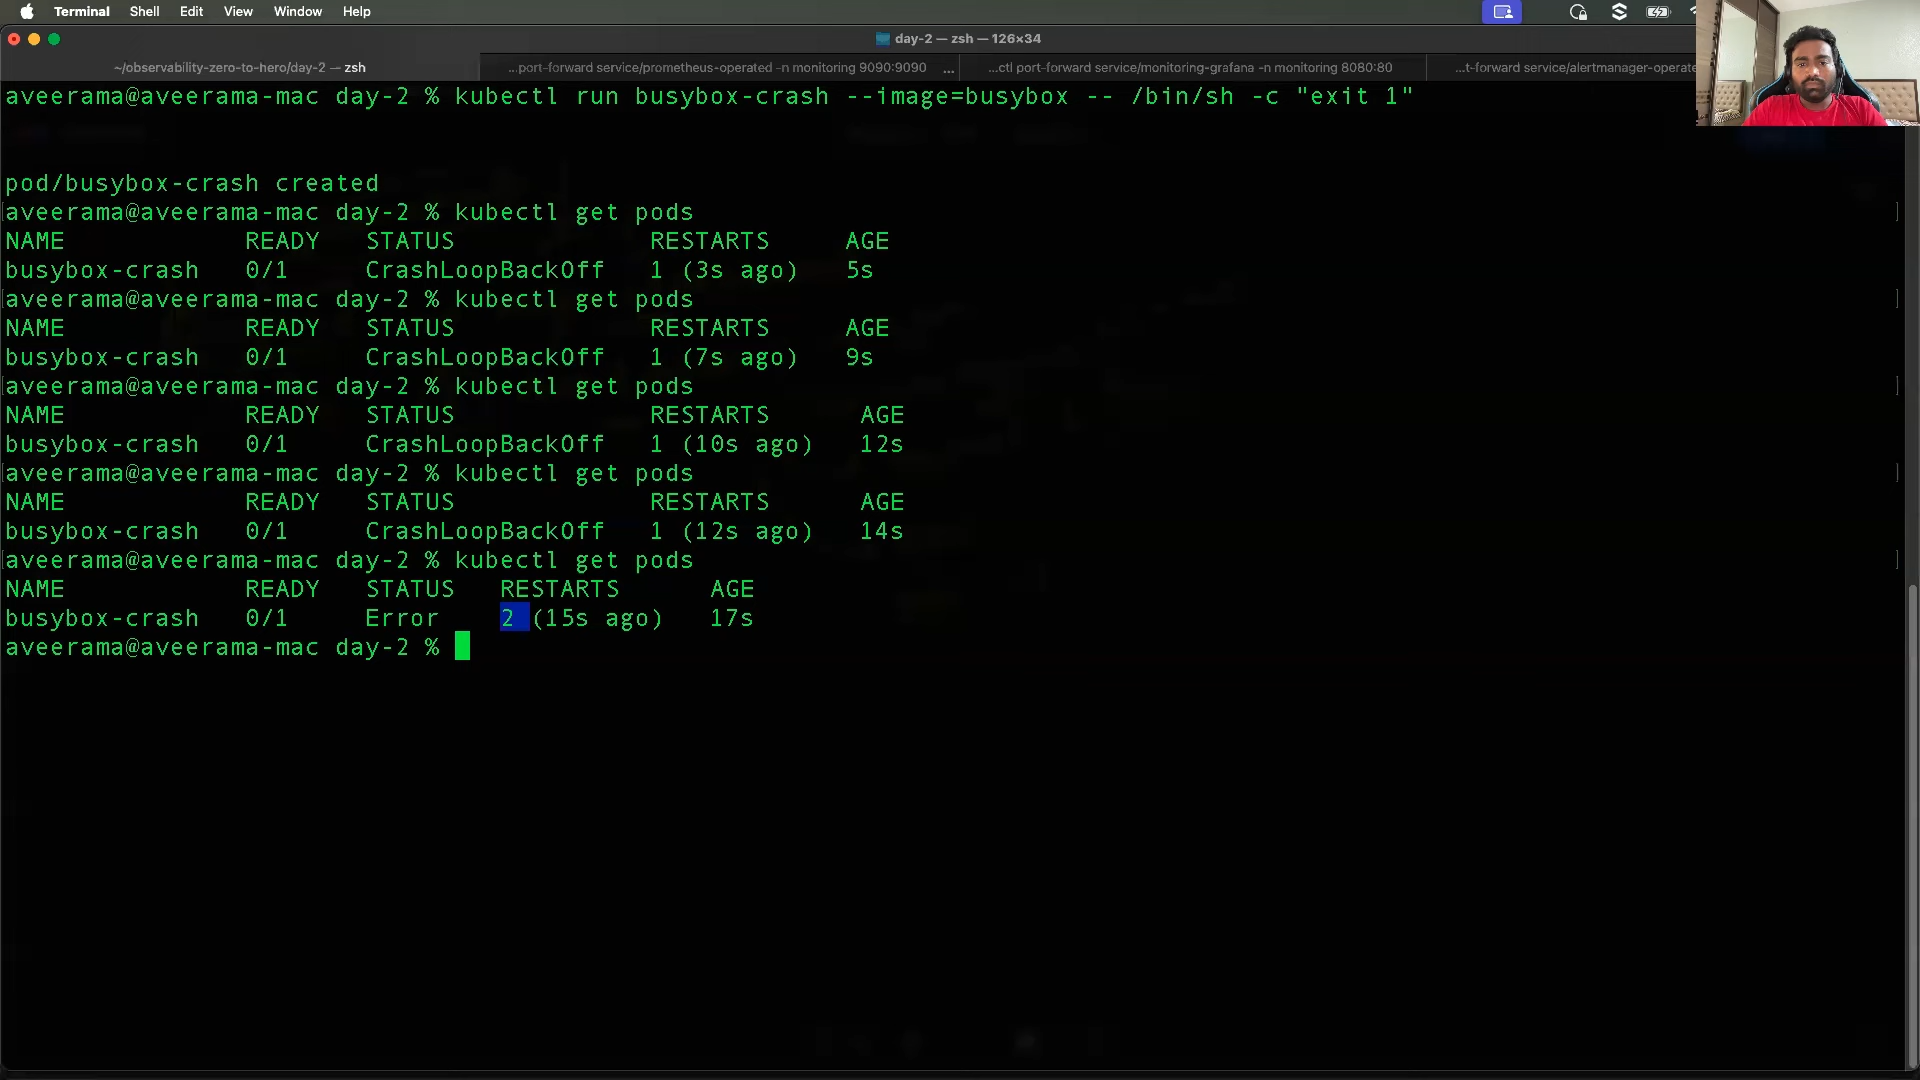 Terminal Shell Edit View Window Help
day-2 — zsh — 126×34
~/observability-zero-to-hero/day-2 — zsh ...port-forward service/prometheus-operated -n monitoring 9090:9090 ... ...ctl port-forward service/monitoring-grafana -n monitoring 8080:80 ...t-forward service/alertmanager-operate
aveerama@aveerama-mac day-2 % kubectl run busybox-crash --image=busybox -- /bin/sh -c "exit 1"
pod/busybox-crash created
aveerama@aveerama-mac day-2 % kubectl get pods
NAME READY STATUS RESTARTS AGE
busybox-crash 0/1 CrashLoopBackOff 1 (3s ago) 5s
aveerama@aveerama-mac day-2 % kubectl get pods
NAME READY STATUS RESTARTS AGE
busybox-crash 0/1 CrashLoopBackOff 1 (7s ago) 9s
aveerama@aveerama-mac day-2 % kubectl get pods
NAME READY STATUS RESTARTS AGE
busybox-crash 0/1 CrashLoopBackOff 1 (10s ago) 12s
aveerama@aveerama-mac day-2 % kubectl get pods
NAME READY STATUS RESTARTS AGE
busybox-crash 0/1 CrashLoopBackOff 1 (12s ago) 14s
aveerama@aveerama-mac day-2 % kubectl get pods
NAME READY STATUS RESTARTS AGE
busybox-crash 0/1 Error 2 (15s ago) 17s
aveerama@aveerama-mac day-2 %